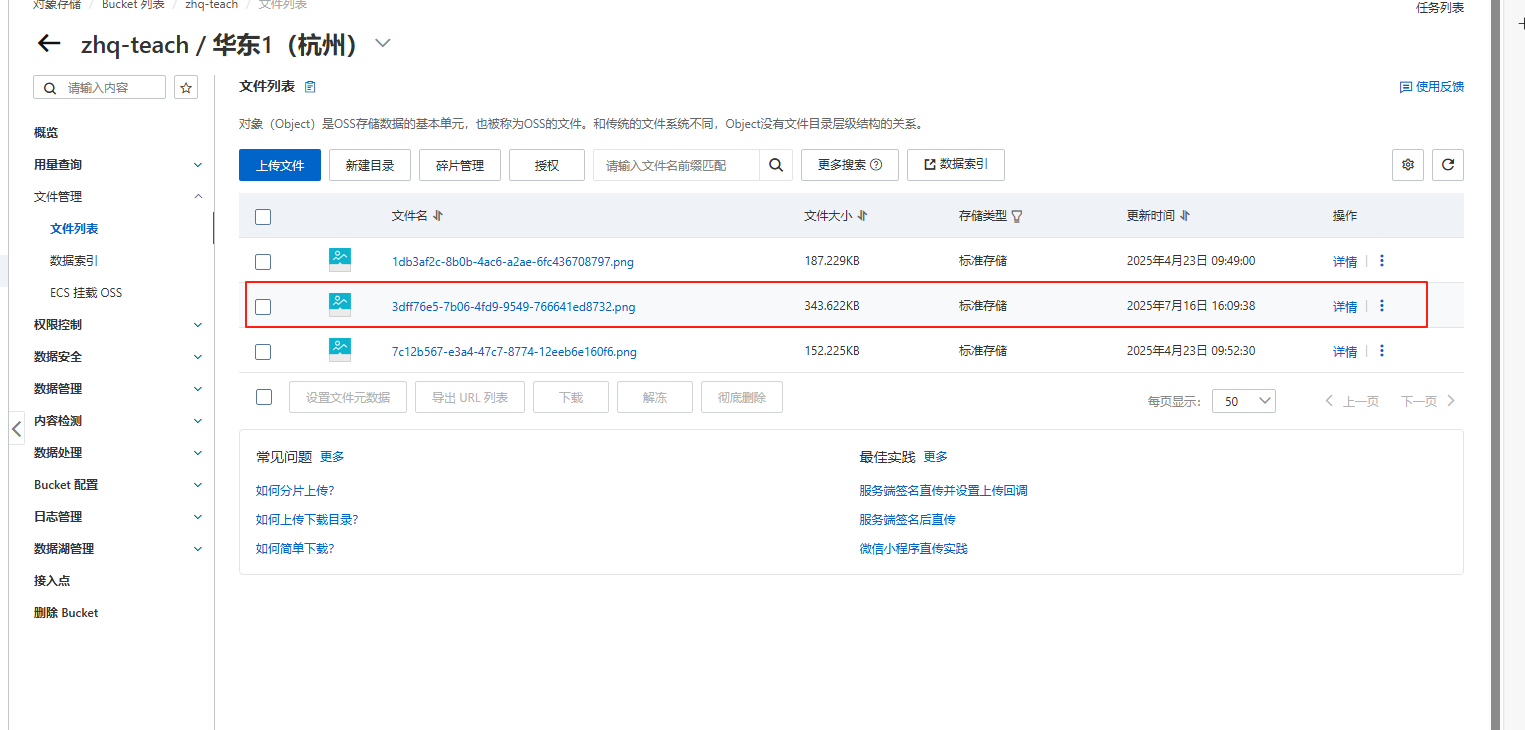 对象存储 / Bucket 列表 / zhq-teach / 文件列表
任务列表
zhq-teach / 华东1（杭州）
请输入内容
文件列表
使用反馈
对象（Object）是OSS存储数据的基本单元，也被称为OSS的文件。和传统的文件系统不同，Object没有文件目录层级结构的关系。
概览
用量查询
文件管理
文件列表
数据索引
ECS 挂载 OSS
权限控制
数据安全
数据管理
内容检测
数据处理
Bucket 配置
日志管理
数据湖管理
接入点
删除 Bucket
上传文件 新建目录 碎片管理 授权 请输入文件名前缀匹配 更多搜索 数据索引
文件名 文件大小 存储类型 更新时间 操作
1db3af2c-8b0b-4ac6-a2ae-6fc436708797.png 187.229KB 标准存储 2025年4月23日 09:49:00 详情
3dff76e5-7b06-4fd9-9549-766641ed8732.png 343.622KB 标准存储 2025年7月16日 16:09:38 详情
7c12b567-e3a4-47c7-8774-12eeb6e160f6.png 152.225KB 标准存储 2025年4月23日 09:52:30 详情
设置文件元数据 导出 URL 列表 下载 解冻 彻底删除 每页显示： 50 上一页 下一页
常见问题 更多
如何分片上传?
如何上传下载目录?
如何简单下载?
最佳实践 更多
服务端签名直传并设置上传回调
服务端签名后直传
微信小程序直传实践